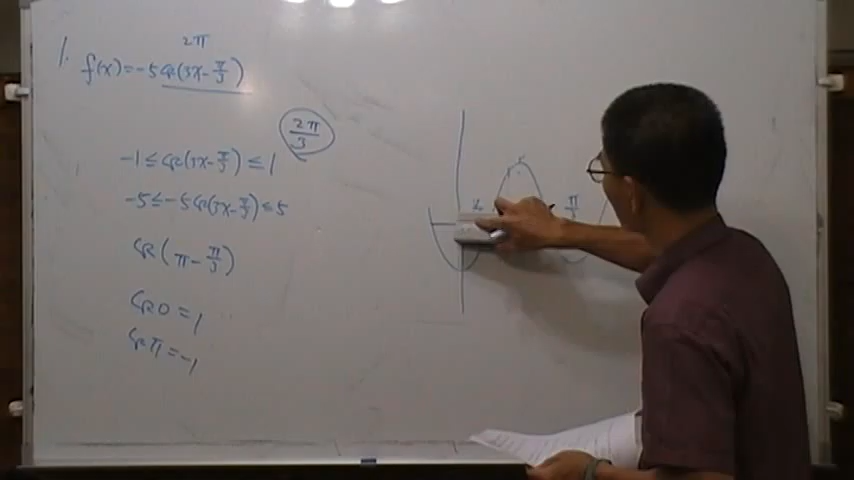 2π
1. f(x) = -5 cos(3x - π/3)
2π/3
-1 ≤ cos(3x - π/3) ≤ 1
-5 ≤ -5 cos(3x - π/3) ≤ 5
cos(π - π/3)
cos 0 = 1
cos π = -1
π/3